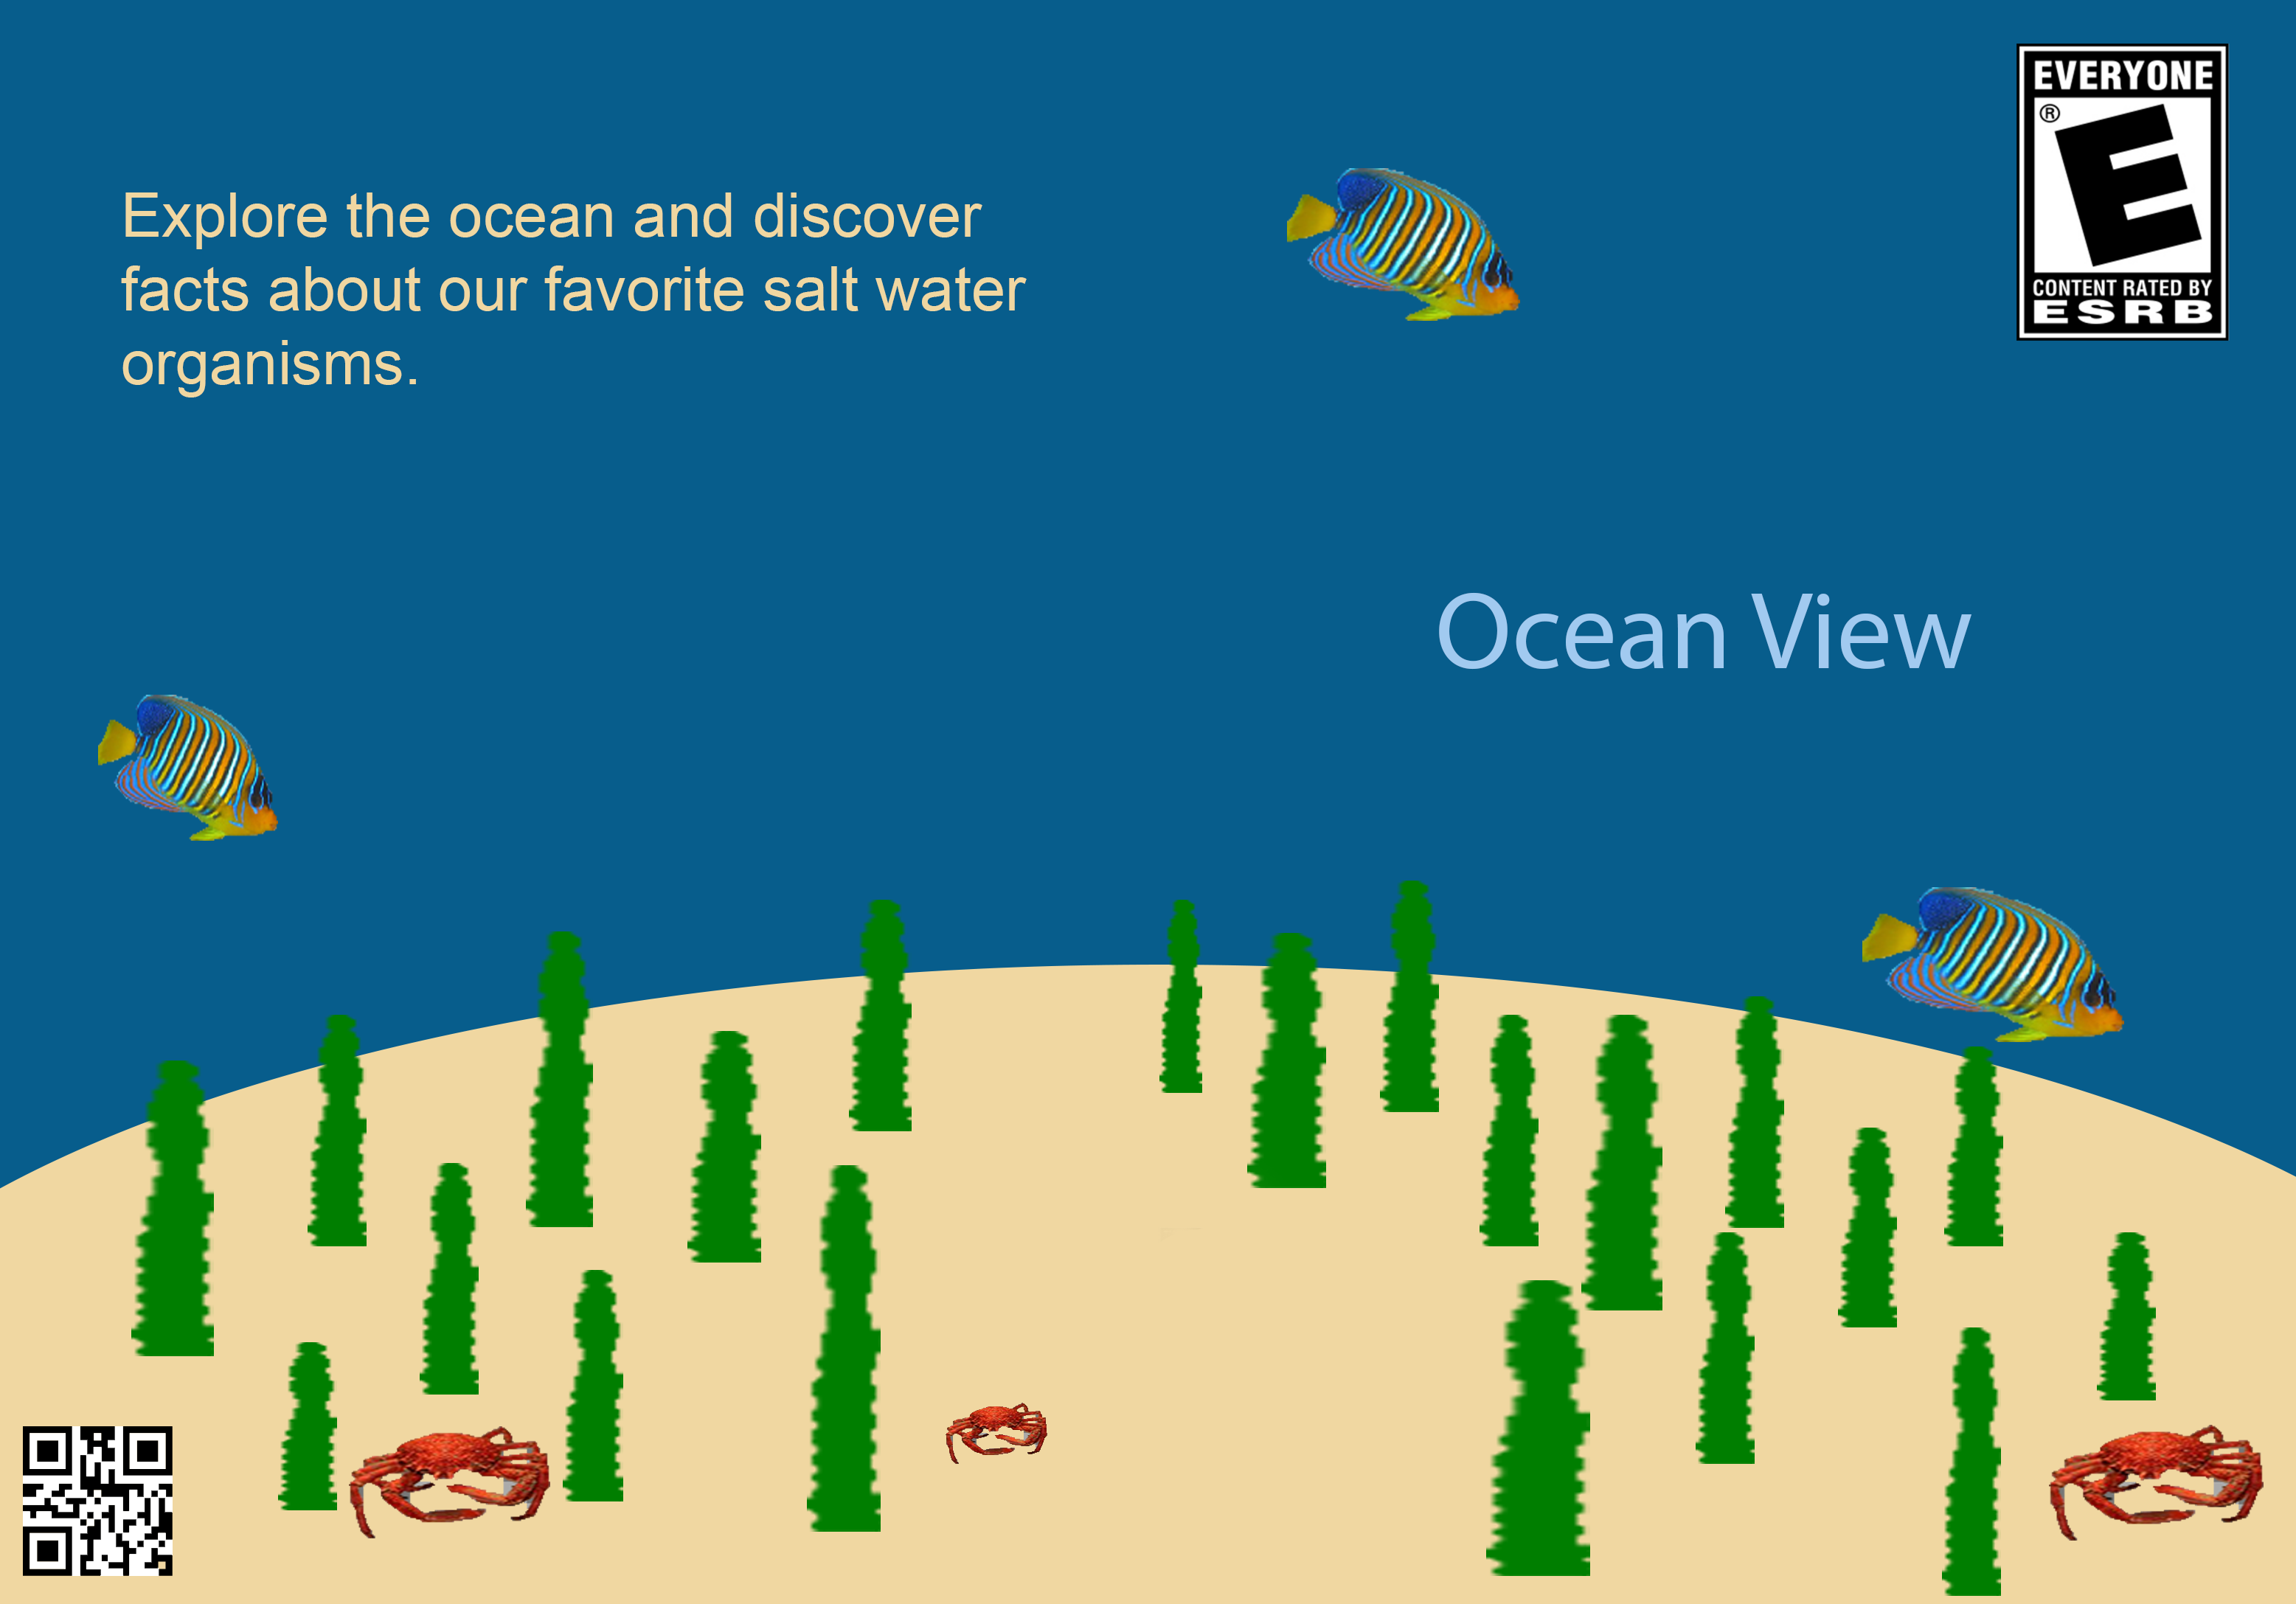 Explore the ocean and discover
facts about our favorite salt water
organisms.
EVERYONE
®
E
CONTENT RATED BY
ESRB
Ocean View